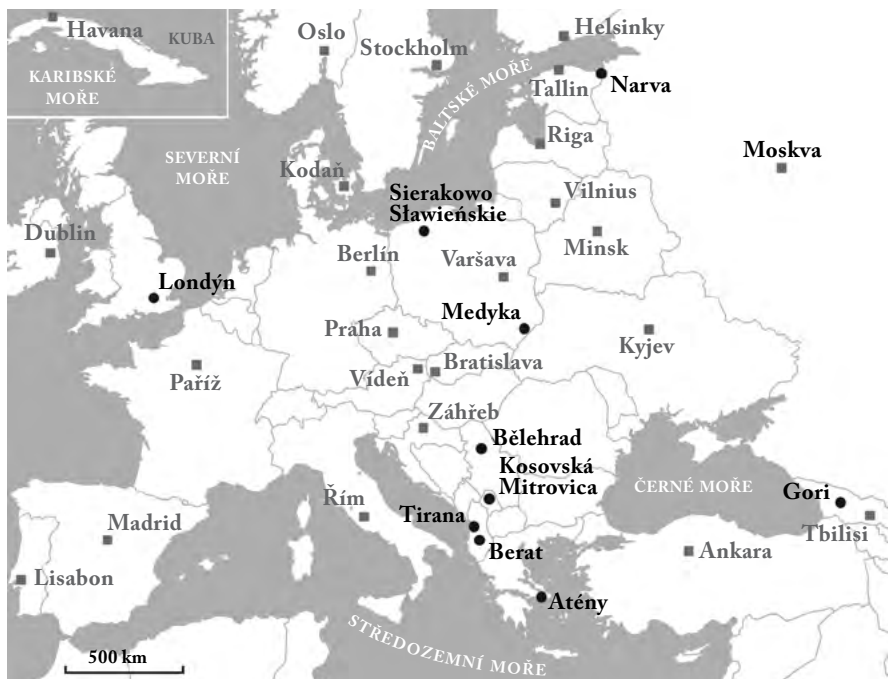 Havana
KUBA
KARIBSKÉ
MOŘE
Oslo
Stockholm
Helsinky
Tallin
Narva
BALTSKÉ MOŘE
Riga
SEVERNÍ
MOŘE
Kodaň
Moskva
Sierakowo
Sławieńskie
Vilnius
Minsk
Dublin
Londýn
Berlín
Varšava
Medyka
Praha
Kyjev
Paříž
Vídeň
Bratislava
Záhřeb
Bělehrad
Kosovská
Mitrovica
ČERNÉ MOŘE
Gori
Tbilisi
Řím
Tirana
Madrid
Berat
Ankara
Lisabon
Atény
STŘEDOZEMNÍ MOŘE
500 km